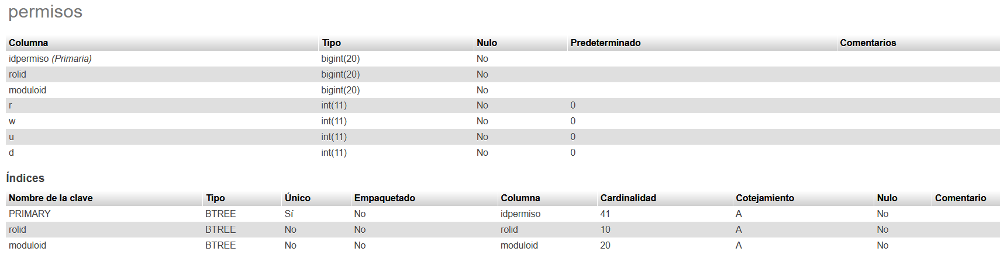 permisos
Columna Tipo Nulo Predeterminado Comentarios
idpermiso (Primaria) bigint(20) No
rolid bigint(20) No
moduloid bigint(20) No
r int(11) No 0
w int(11) No 0
u int(11) No 0
d int(11) No 0
Índices
Nombre de la clave Tipo Único Empaquetado Columna Cardinalidad Cotejamiento Nulo Comentario
PRIMARY BTREE Sí No idpermiso 41 A No
rolid BTREE No No rolid 10 A No
moduloid BTREE No No moduloid 20 A No